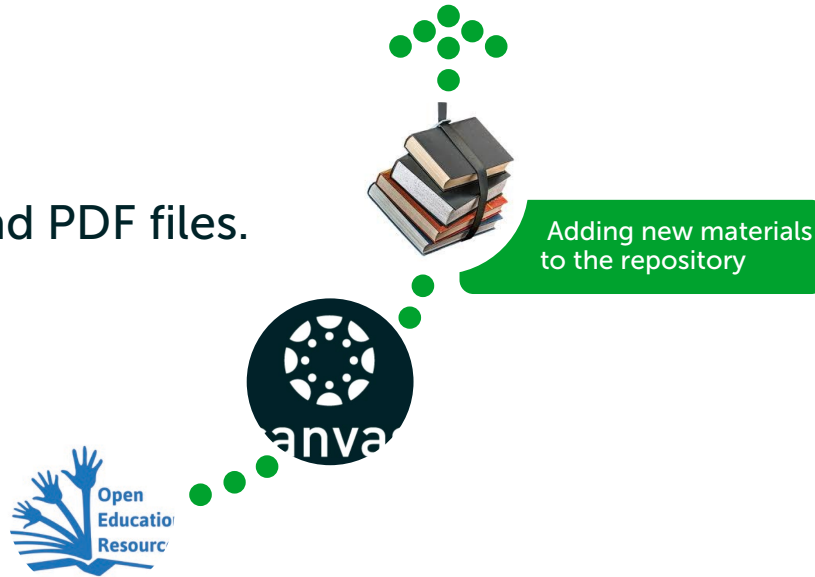 nd PDF files.
Adding new materials
to the repository
anva
Open
Educatio
Resourc